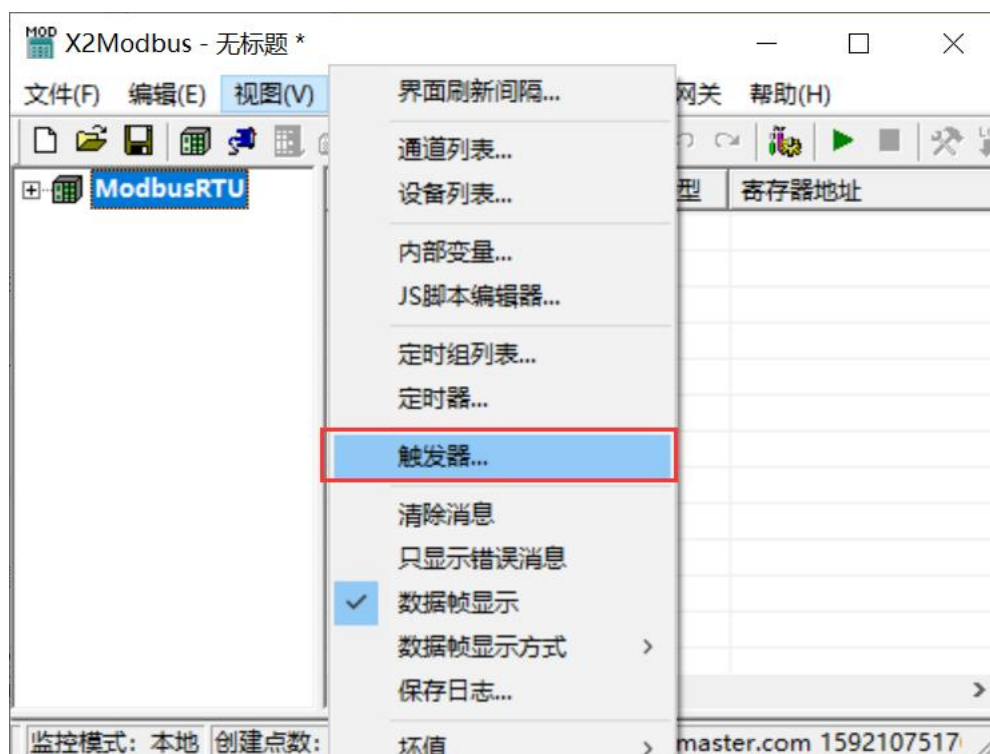 MOD
X2Modbus - 无标题 *
文件(F) 编辑(E) 视图(V) 网关 帮助(H)
ModbusRTU
型 寄存器地址
界面刷新间隔...
通道列表...
设备列表...
内部变量...
JS脚本编辑器...
定时组列表...
定时器...
触发器...
清除消息
只显示错误消息
数据帧显示
数据帧显示方式
保存日志...
坏值
监控模式: 本地 创建点数: master.com 1592107517